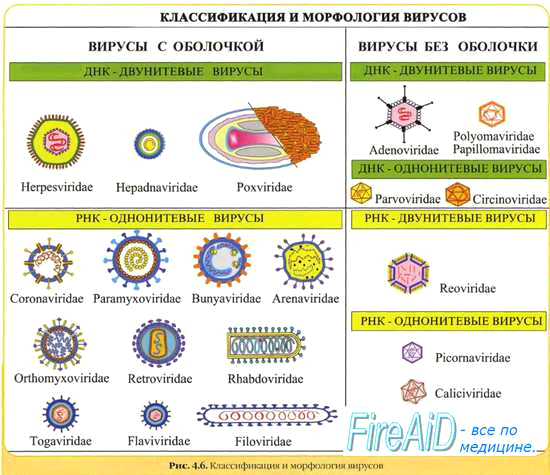 КЛАССИФИКАЦИЯ И МОРФОЛОГИЯ ВИРУСОВ
ВИРУСЫ С ОБОЛОЧКОЙ
ДНК - ДВУНИТЕВЫЕ ВИРУСЫ
Herpesviridae
Hepadnaviridae
Poxviridae
РНК - ОДНОНИТЕВЫЕ ВИРУСЫ
Coronaviridae
Paramyxoviridae
Bunyaviridae
Arenaviridae
Orthomyxoviridae
Retroviridae
Rhabdoviridae
Togaviridae
Flaviviridae
Filoviridae
ВИРУСЫ БЕЗ ОБОЛОЧКИ
ДНК - ДВУНИТЕВЫЕ ВИРУСЫ
Adenoviridae
Polyomaviridae
Papillomaviridae
ДНК - ОДНОНИТЕВЫЕ ВИРУСЫ
Parvoviridae
Circinoviridae
РНК - ДВУНИТЕВЫЕ ВИРУСЫ
Reoviridae
РНК - ОДНОНИТЕВЫЕ ВИРУСЫ
Picornaviridae
Caliciviridae
FireAiD - все по
медицине..
Рис. 4.6. Классификация и морфология вирусов